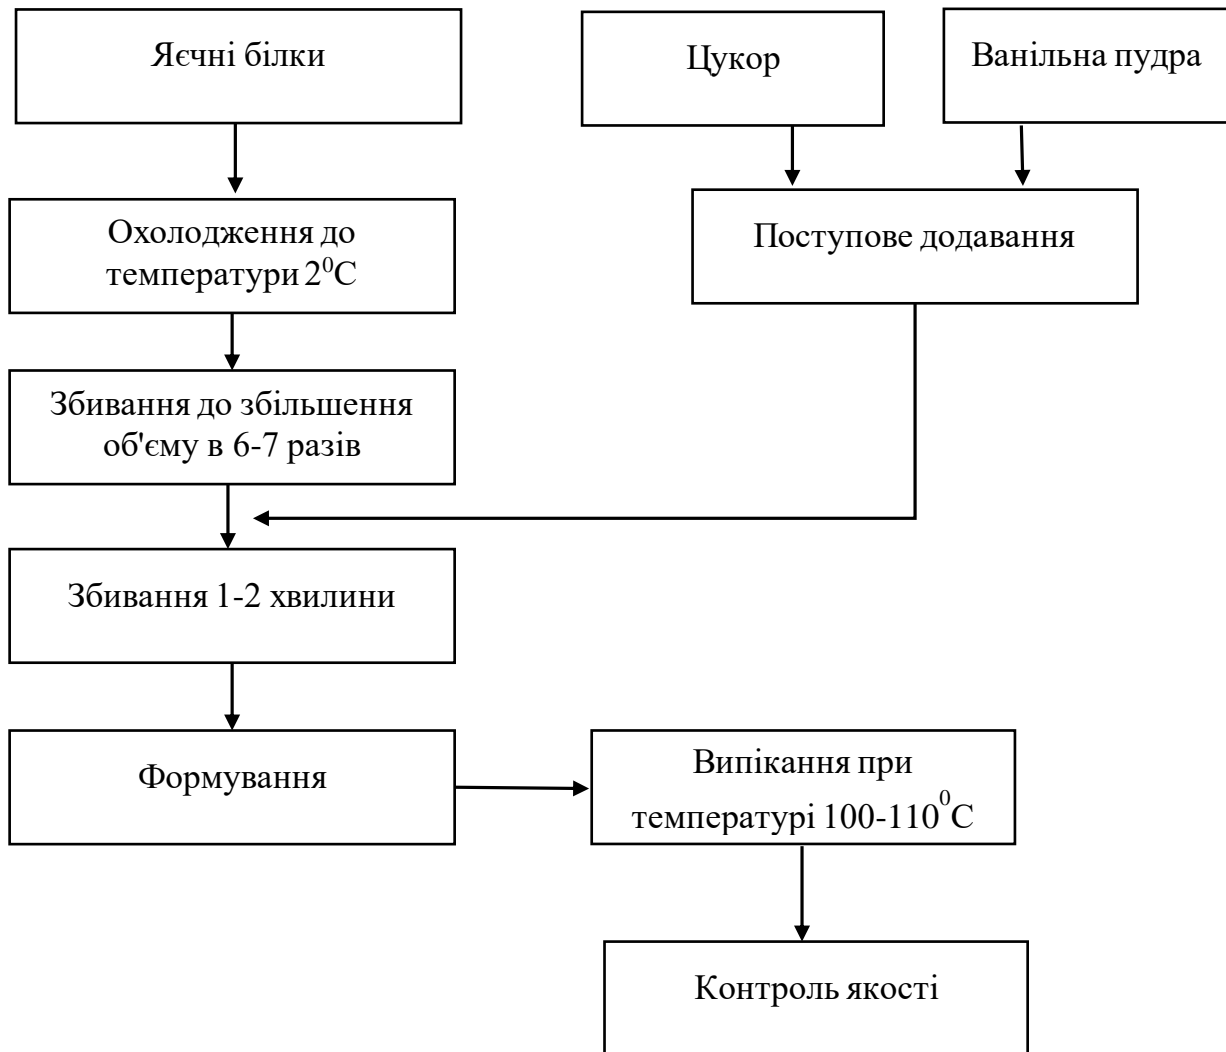 Яєчні білки
Цукор
Ванільна пудра
Охолодження до
температури 2⁰С
Поступове додавання
Збивання до збільшення
об'єму в 6-7 разів
Збивання 1-2 хвилини
Формування
Випікання при
температурі 100-110⁰С
Контроль якості